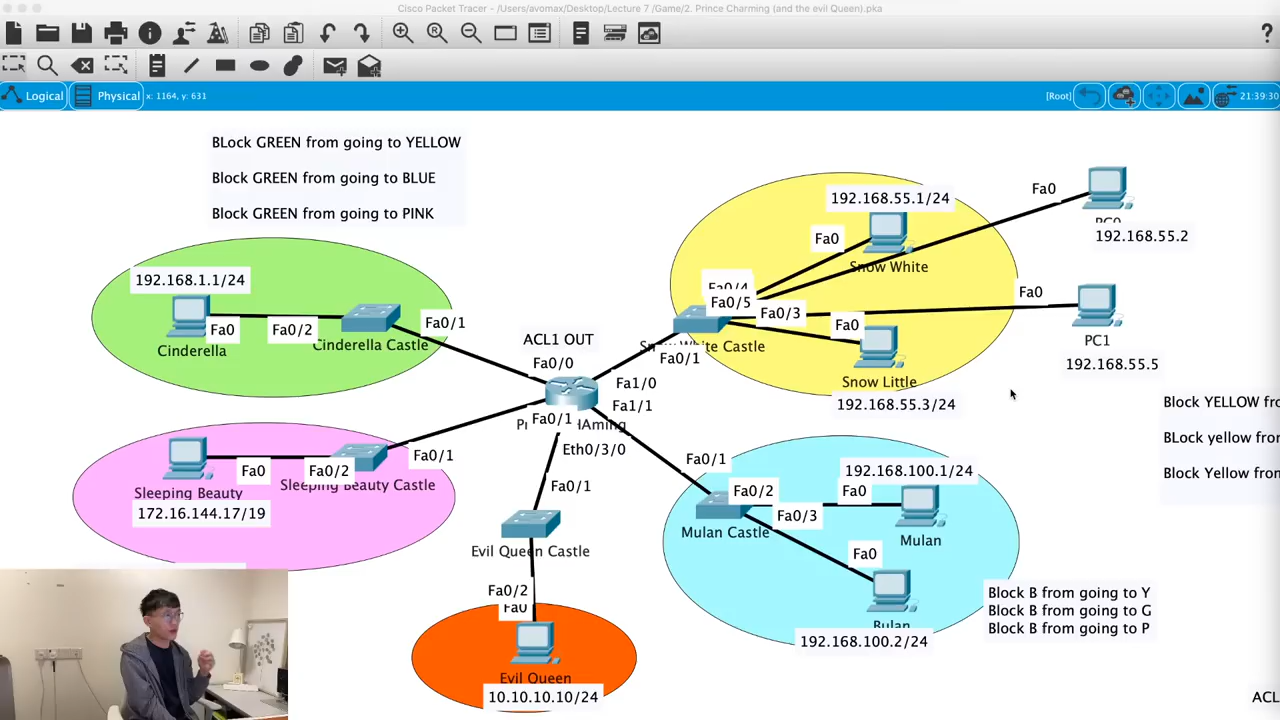 Cisco Packet Tracer - /Users/avomax/Desktop/Lecture 7 /Game/2. Prince Charming (and the evil Queen).pka
Logical
Physical
x: 1164, y: 631
[Root]
21:39:30
BLock GREEN from going to YELLOW
Block GREEN from going to BLUE
Block GREEN from going to PINK
192.168.1.1/24
Fa0
Fa0/2
Fa0/1
Cinderella
Cinderella Castle
192.168.55.1/24
Fa0
Snow White
Fa0/4
Fa0/5
Fa0/3
Fa0
Snow White Castle
Fa0/1
Snow Little
192.168.55.3/24
Fa0
PC0
192.168.55.2
Fa0
PC1
192.168.55.5
ACL1 OUT
Fa0/0
Fa1/0
Fa1/1
Fa0/1
Eth0/3/0
Block YELLOW
BLock yellow
Block Yellow
Fa0
Fa0/2
Fa0/1
Sleeping Beauty
Sleeping Beauty Castle
172.16.144.17/19
Fa0/1
Evil Queen Castle
Fa0/2
Fa0
Evil Queen
10.10.10.10/24
Fa0/1
Fa0/2
Fa0/3
Mulan Castle
192.168.100.1/24
Fa0
Mulan
Fa0
Bulan
192.168.100.2/24
Block B from going to Y
Block B from going to G
Block B from going to P
ACL